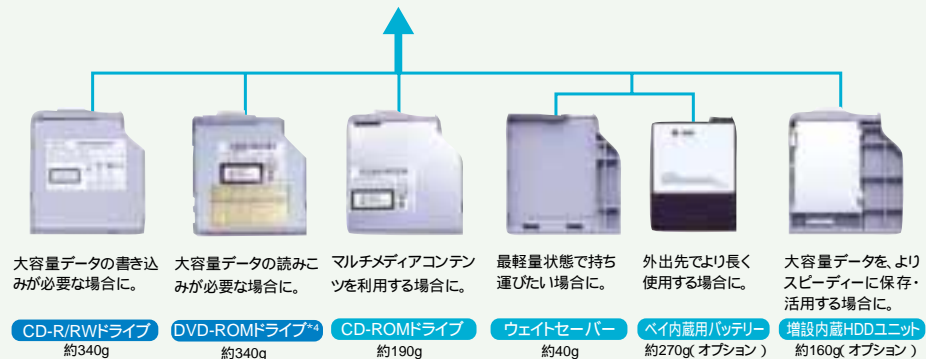 大容量データの書き込
みが必要な場合に。
CD-R/RWドライブ
約340g
大容量データの読みこ
みが必要な場合に。
DVD-ROMドライブ*4
約340g
マルチメディアコンテン
ツを利用する場合に。
CD-ROMドライブ
約190g
最軽量状態で持ち
運びたい場合に。
ウェイトセーバー
約40g
外出先でより長く
使用する場合に。
ベイ内蔵用バッテリー
約270g(オプション)
大容量データを、より
スピーディーに保存・
活用する場合に。
増設内蔵HDDユニット
約160g(オプション)